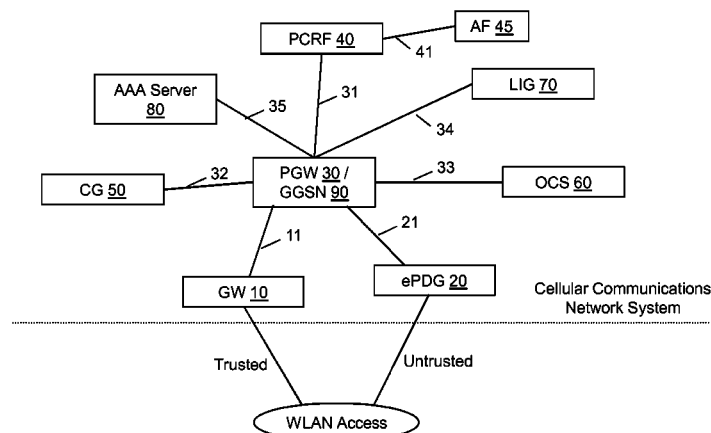 AF 45
PCRF 40
41
LIG 70
AAA Server
80
35
31
34
PGW 30 /
GGSN 90
32
33
CG 50
OCS 60
11
21
GW 10
ePDG 20
Cellular Communications
Network System
Trusted
Untrusted
WLAN Access